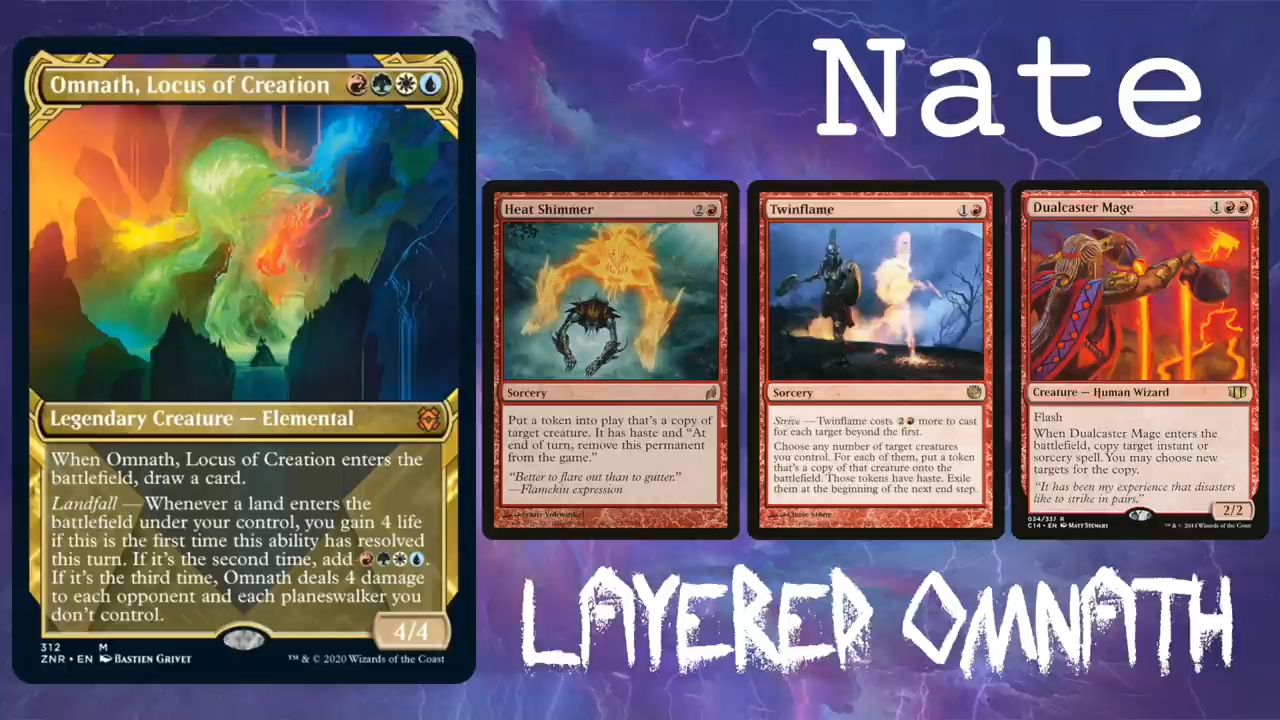 Nate
Omnath, Locus of Creation
Legendary Creature — Elemental
When Omnath, Locus of Creation enters the
battlefield, draw a card.
Landfall — Whenever a land enters the
battlefield under your control, you gain 4 life
if this is the first time this ability has resolved
this turn. If it's the second time, add
If it's the third time, Omnath deals 4 damage
to each opponent and each planeswalker you
don't control.
4/4
312 M
ZNR • EN Bastien Grivet
™ & © 2020 Wizards of the Coast
Heat Shimmer 2
Sorcery
Put a token into play that's a copy of
target creature. It has haste and "At
end of turn, remove this permanent
from the game."
"Better to flare out than to gutter."
—Flamekin expression
Franz Vohwinkel
Twinflame 1
Sorcery
Strive — Twinflame costs 2 more to cast
for each target beyond the first.
Choose any number of target creatures
you control. For each of them, put a token
that's a copy of that creature onto the
battlefield. Those tokens have haste. Exile
them at the beginning of the next end step.
Chase Stone
Dualcaster Mage 1
Creature — Human Wizard
Flash
When Dualcaster Mage enters the
battlefield, copy target instant or
sorcery spell. You may choose new
targets for the copy.
"It has been my experience that disasters
like to strike in pairs."
2/2
034/337 R
C14 • EN Matt Stewart
™ & © 2014 Wizards of the Coast
LAYERED OMNATH